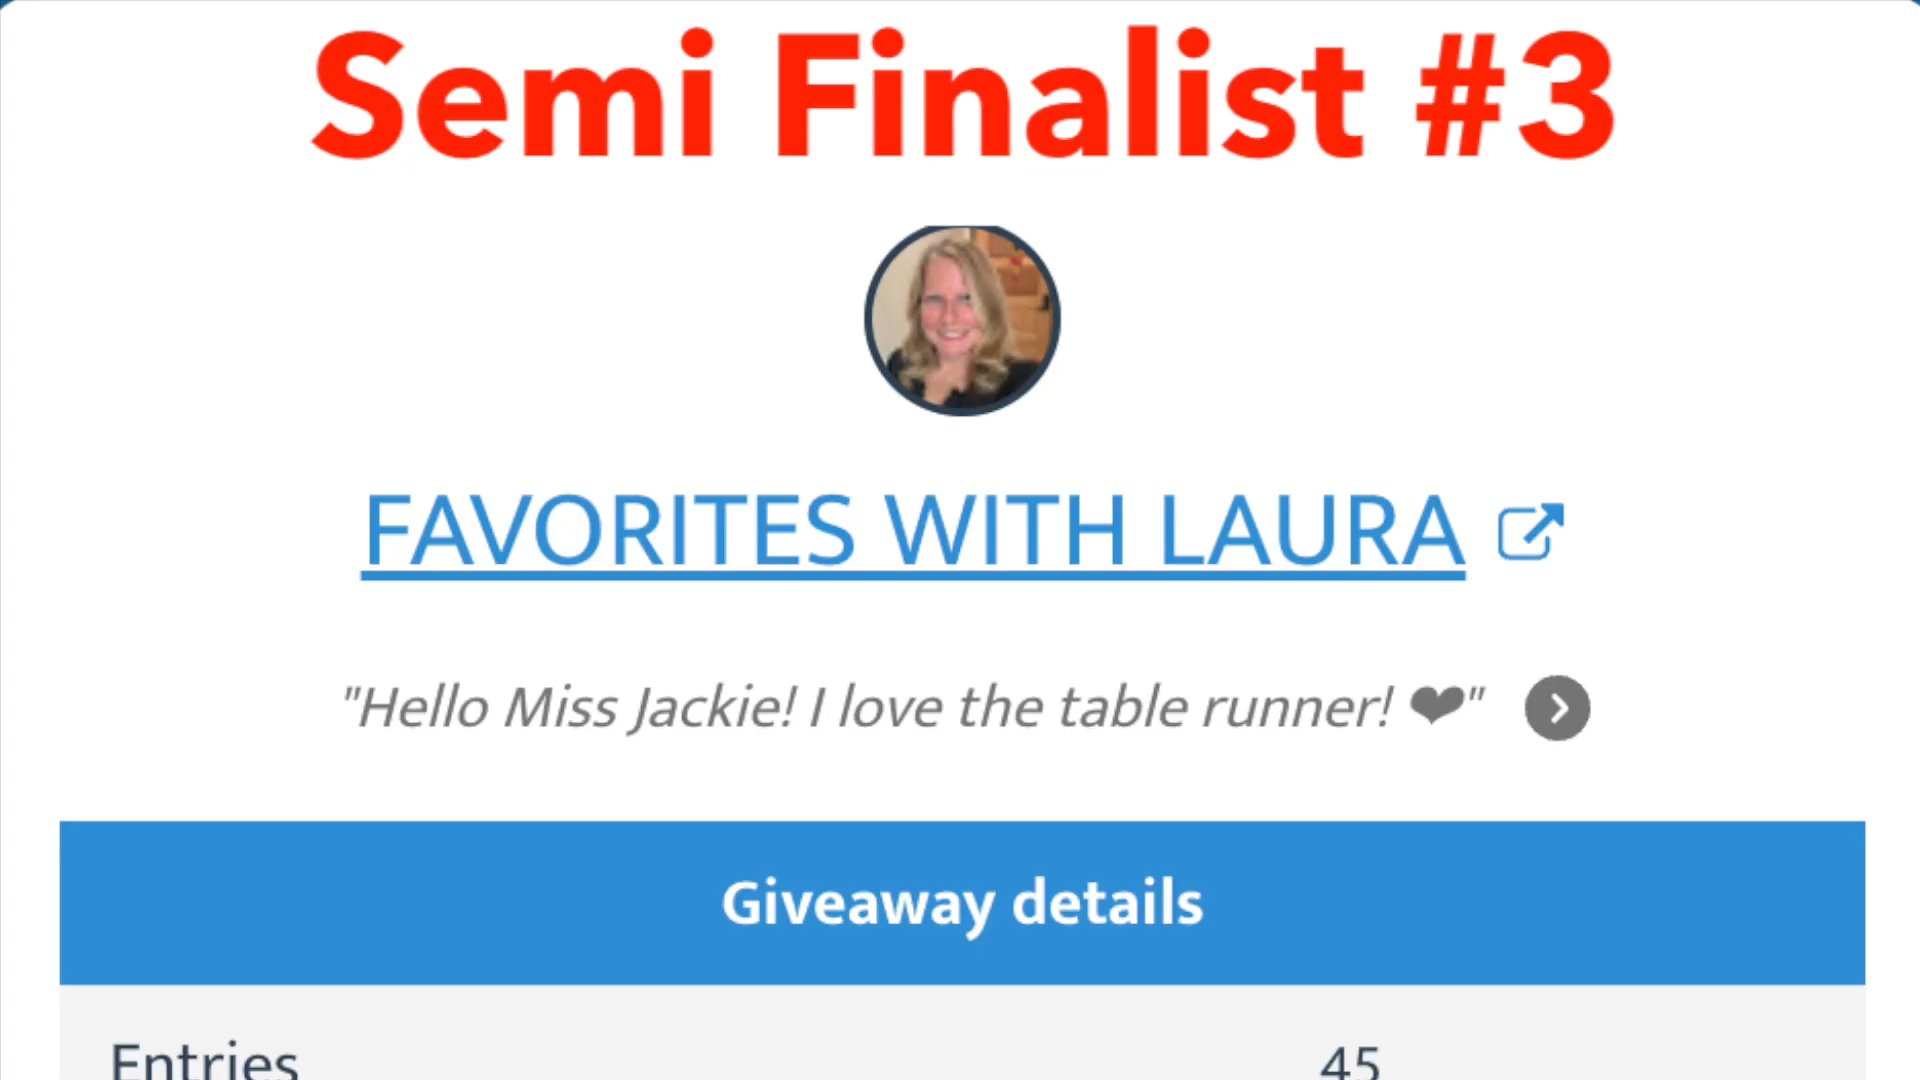 Semi Finalist #3
FAVORITES WITH LAURA
"Hello Miss Jackie! I love the table runner! ❤"
Giveaway details
Entries 45